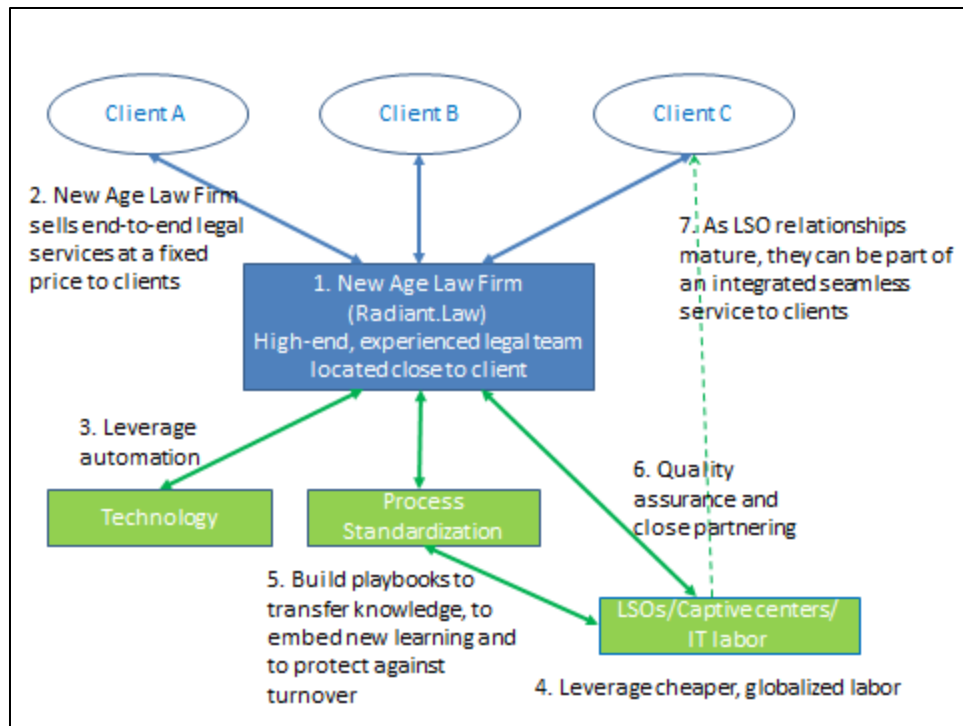 Client A
Client B
Client C
2. New Age Law Firm
sells end-to-end legal
services at a fixed
price to clients
7. As LSO relationships
mature, they can be part of
an integrated seamless
service to clients
1. New Age Law Firm
(Radiant.Law)
High-end, experienced legal team
located close to client
3. Leverage
automation
6. Quality
assurance and
close partnering
Technology
Process
Standardization
5. Build playbooks to
transfer knowledge, to
embed new learning and
to protect against
turnover
LSOs/Captive centers/
IT labor
4. Leverage cheaper, globalized labor